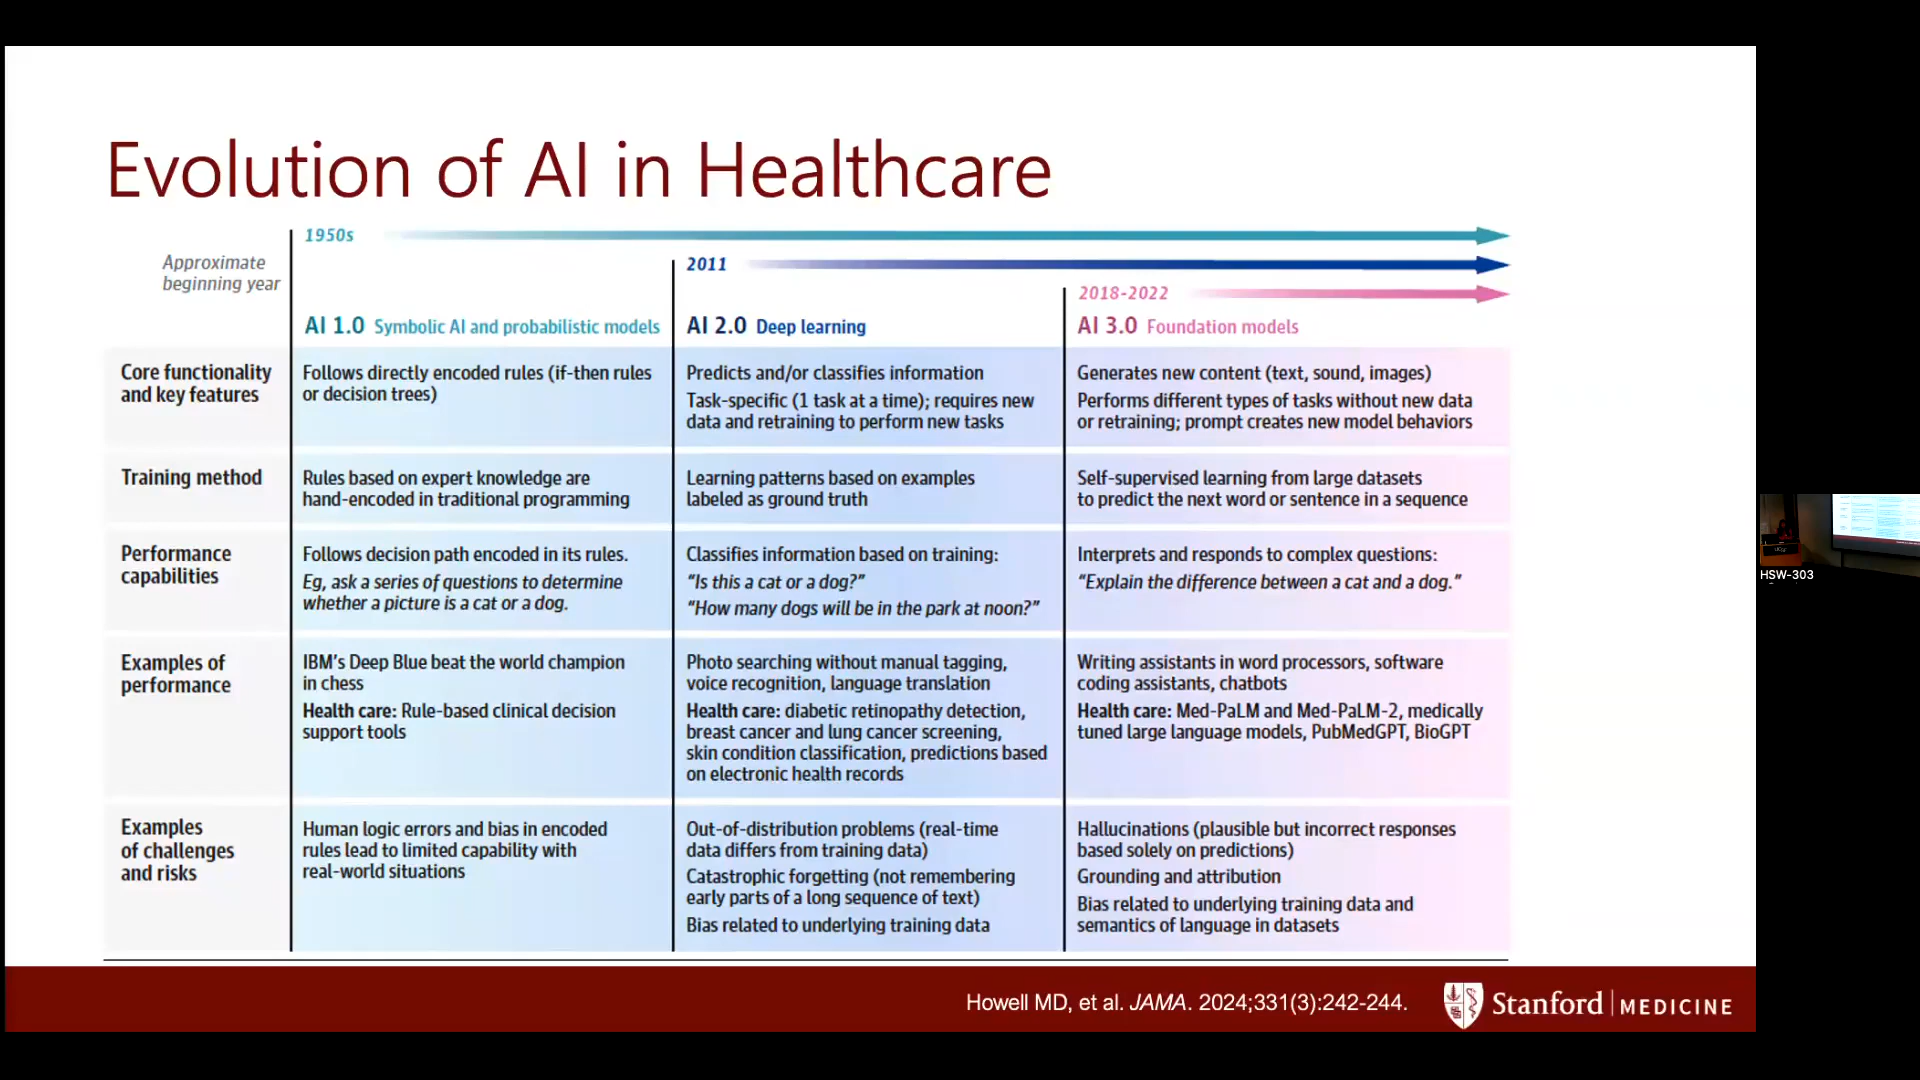 Evolution of AI in Healthcare
Approximate
beginning year
1950s
2011
2018-2022
AI 1.0 Symbolic AI and probabilistic models
AI 2.0 Deep learning
AI 3.0 Foundation models
Core functionality
and key features
Follows directly encoded rules (if-then rules
or decision trees)
Predicts and/or classifies information
Task-specific (1 task at a time); requires new
data and retraining to perform new tasks
Generates new content (text, sound, images)
Performs different types of tasks without new data
or retraining; prompt creates new model behaviors
Training method
Rules based on expert knowledge are
hand-encoded in traditional programming
Learning patterns based on examples
labeled as ground truth
Self-supervised learning from large datasets
to predict the next word or sentence in a sequence
Performance
capabilities
Follows decision path encoded in its rules.
Eg, ask a series of questions to determine
whether a picture is a cat or a dog.
Classifies information based on training:
“Is this a cat or a dog?”
“How many dogs will be in the park at noon?”
Interprets and responds to complex questions:
“Explain the difference between a cat and a dog.”
Examples of
performance
IBM’s Deep Blue beat the world champion
in chess
Health care: Rule-based clinical decision
support tools
Photo searching without manual tagging,
voice recognition, language translation
Health care: diabetic retinopathy detection,
breast cancer and lung cancer screening,
skin condition classification, predictions based
on electronic health records
Writing assistants in word processors, software
coding assistants, chatbots
Health care: Med-PaLM and Med-PaLM-2, medically
tuned large language models, PubMedGPT, BioGPT
Examples
of challenges
and risks
Human logic errors and bias in encoded
rules lead to limited capability with
real-world situations
Out-of-distribution problems (real-time
data differs from training data)
Catastrophic forgetting (not remembering
early parts of a long sequence of text)
Bias related to underlying training data
Hallucinations (plausible but incorrect responses
based solely on predictions)
Grounding and attribution
Bias related to underlying training data and
semantics of language in datasets
Howell MD, et al. JAMA. 2024;331(3):242-244.
Stanford MEDICINE
HSW-303